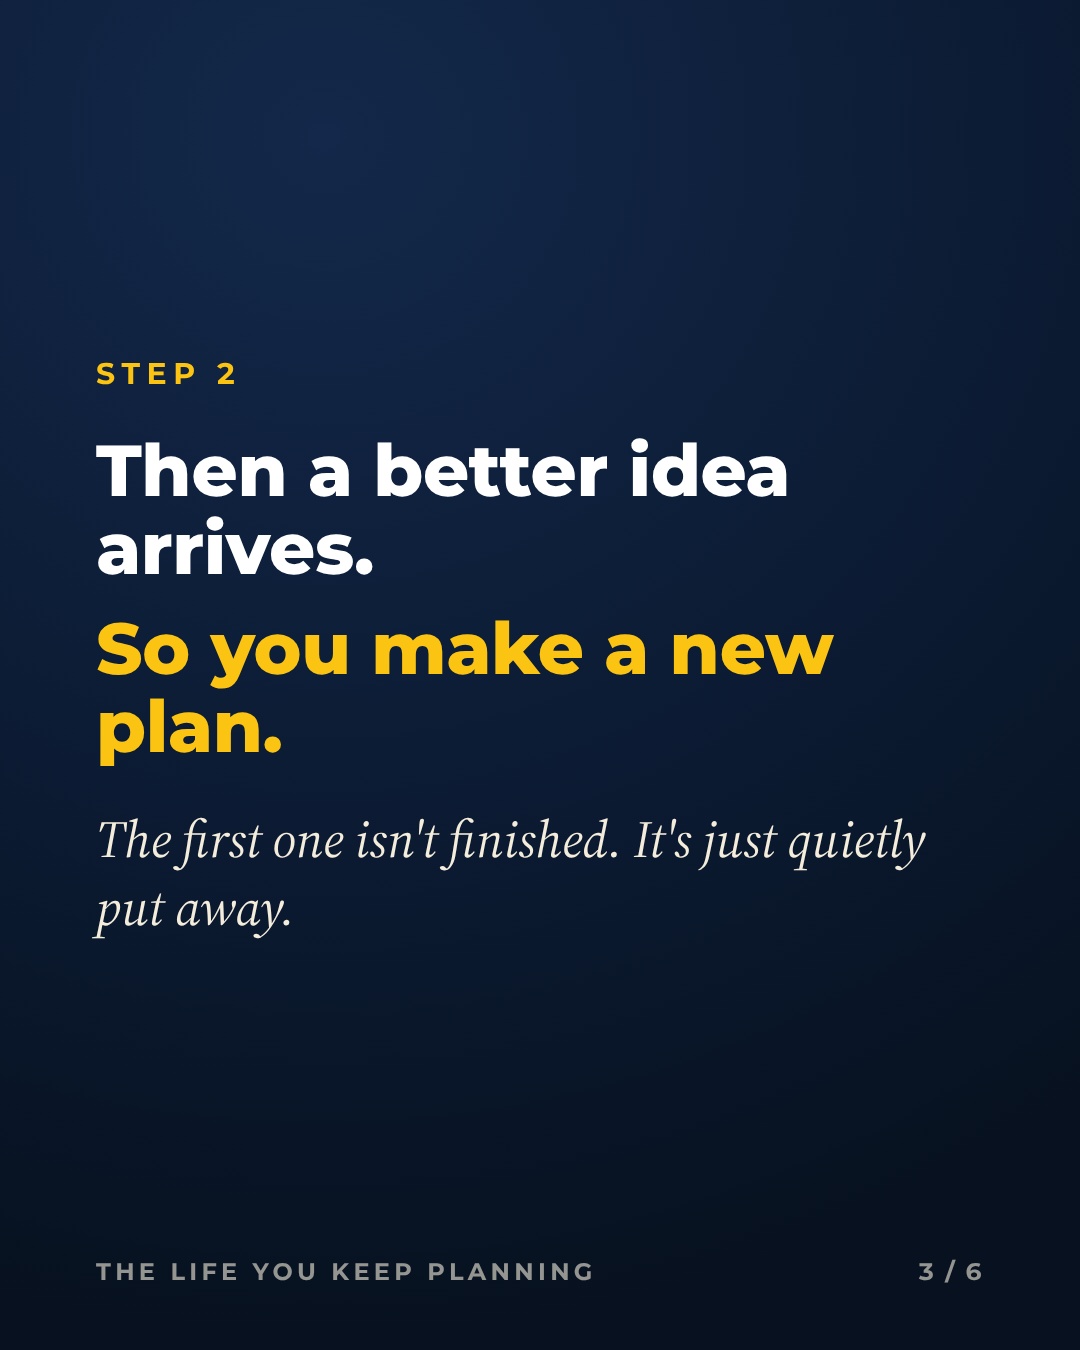 STEP 2
Then a better idea
arrives.
So you make a new
plan.
The first one isn't finished. It's just quietly
put away.
THE LIFE YOU KEEP PLANNING
3 / 6